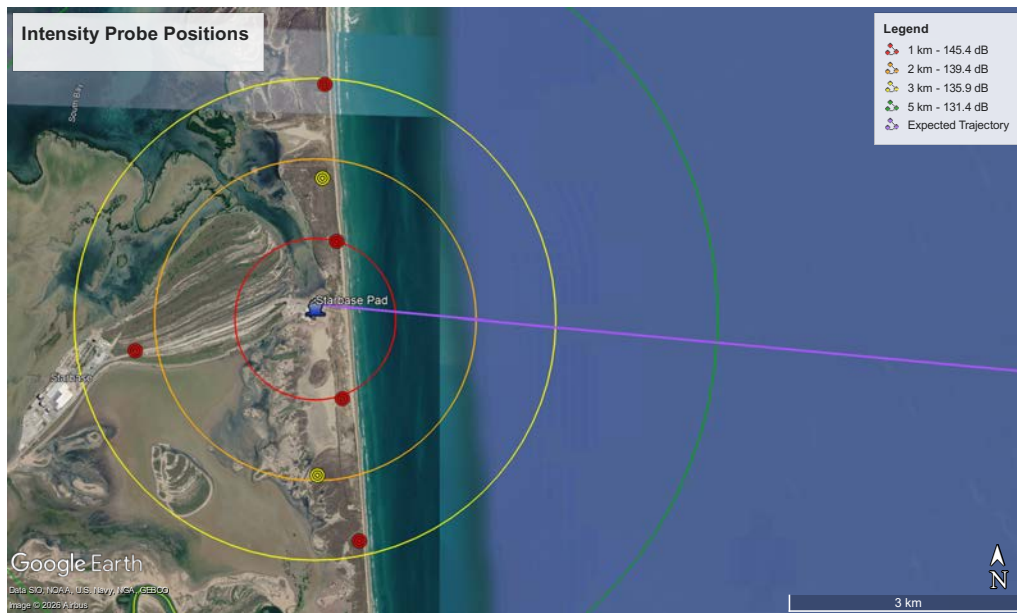 Intensity Probe Positions
Legend
1 km - 145.4 dB
2 km - 139.4 dB
3 km - 135.9 dB
5 km - 131.4 dB
Expected Trajectory
South Bay
Starbase Pad
Starbase
Google Earth
Data SIO, NOAA, U.S. Navy, NGA, GEBCO
Image © 2026 Airbus
N
3 km